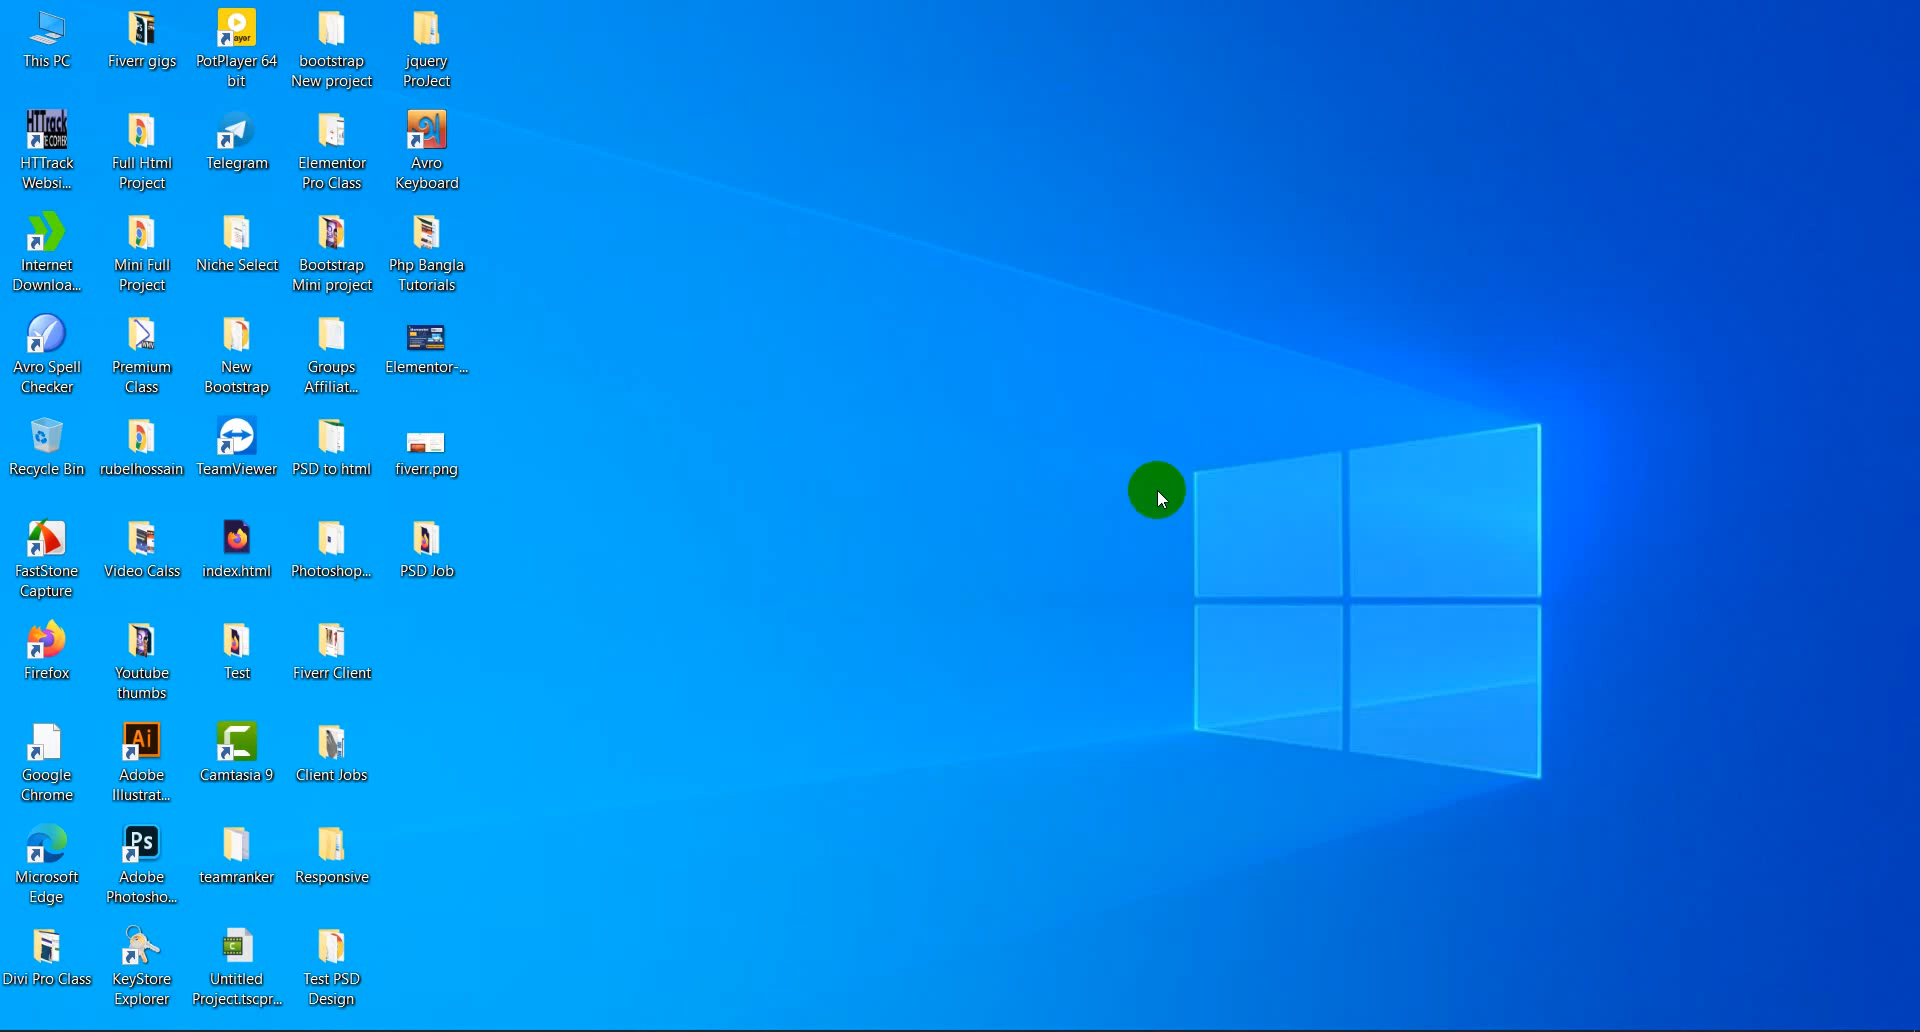 This PC
Fiverr gigs
PotPlayer 64
bit
bootstrap
New project
jquery
ProJect
HTTrack
Websi...
Full Html
Project
Telegram
Elementor
Pro Class
Avro
Keyboard
Internet
Downloa...
Mini Full
Project
Niche Select
Bootstrap
Mini project
Php Bangla
Tutorials
Avro Spell
Checker
Premium
Class
New
Bootstrap
Groups
Affiliat...
Elementor-...
Recycle Bin
rubelhossain
TeamViewer
PSD to html
fiverr.png
FastStone
Capture
Video Calss
index.html
Photoshop...
PSD Job
Firefox
Youtube
thumbs
Test
Fiverr Client
Google
Chrome
Ai
Adobe
Illustrat...
Camtasia 9
Client Jobs
Microsoft
Edge
Ps
Adobe
Photosho...
teamranker
Responsive
Divi Pro Class
KeyStore
Explorer
Untitled
Project.tscpr...
Test PSD
Design